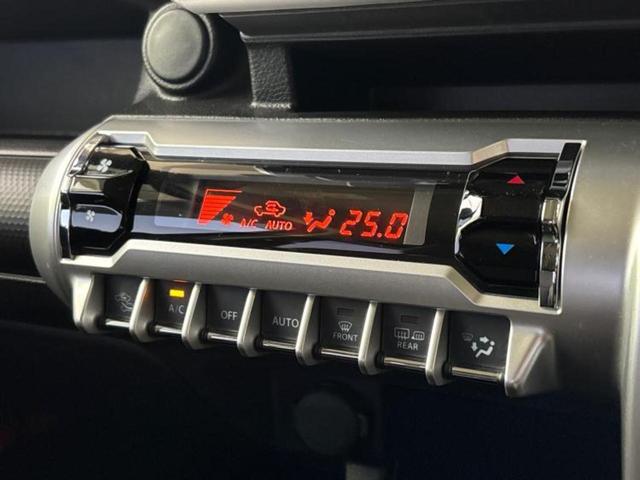 A/C AUTO 25.0
A/C
OFF
AUTO
FRONT
REAR